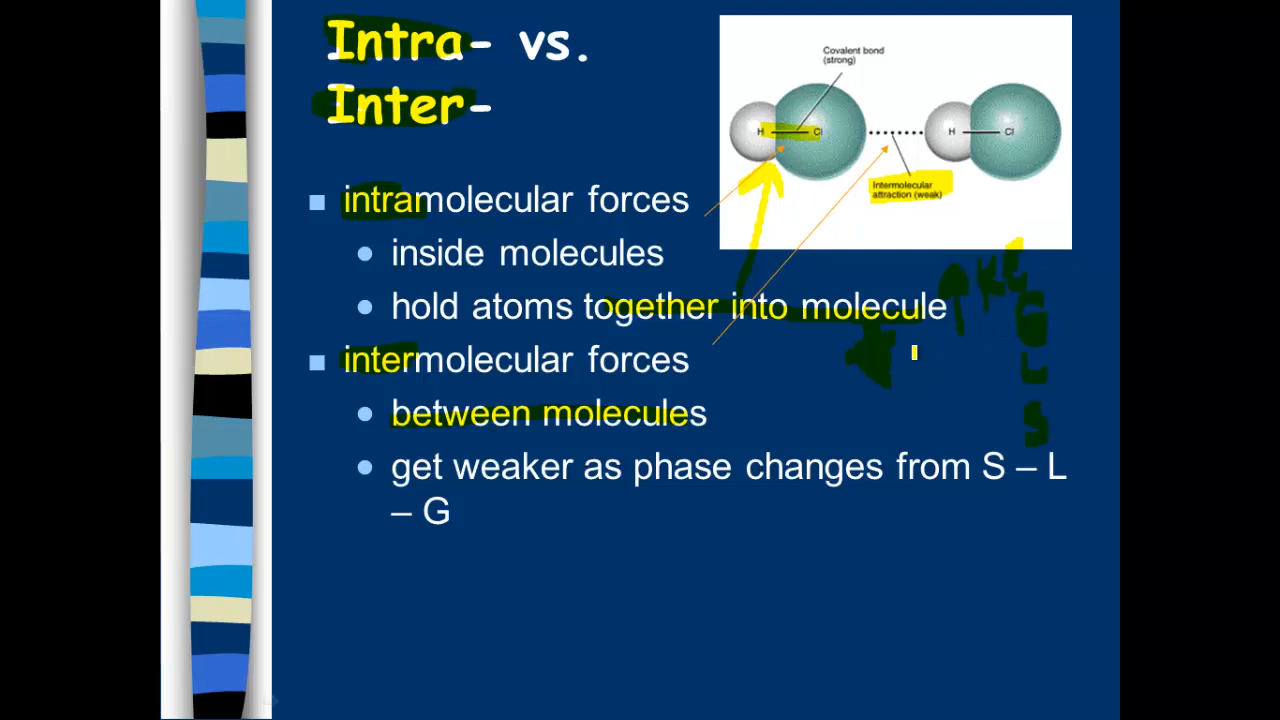 Intra- vs.
Inter-
Covalent bond
(strong)
H Cl H Cl
Intermolecular
attraction (weak)
intramolecular forces
inside molecules
hold atoms together into molecule
KE
G
L
S
intermolecular forces
between molecules
get weaker as phase changes from S – L
– G